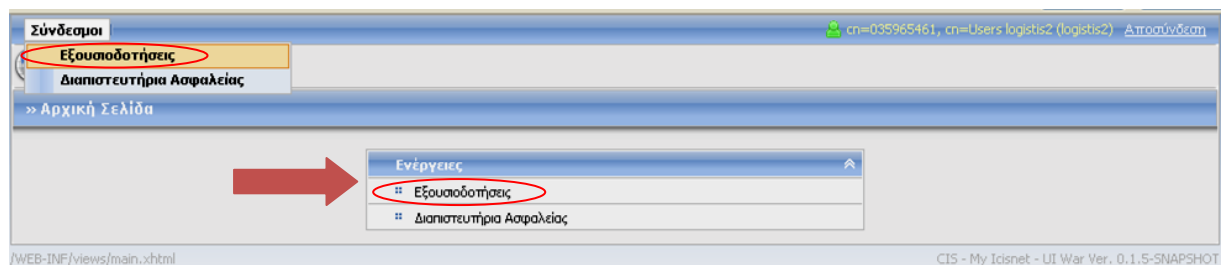 Σύνδεσμοι
cn=035965461, cn=Users logistis2 (logistis2) Αποσύνδεση
Εξουσιοδοτήσεις
Διαπιστευτήρια Ασφαλείας
» Αρχική Σελίδα
Ενέργειες
Εξουσιοδοτήσεις
Διαπιστευτήρια Ασφαλείας
/WEB-INF/views/main.xhtml CIS - My Icisnet - UI War Ver. 0.1.5-SNAPSHOT